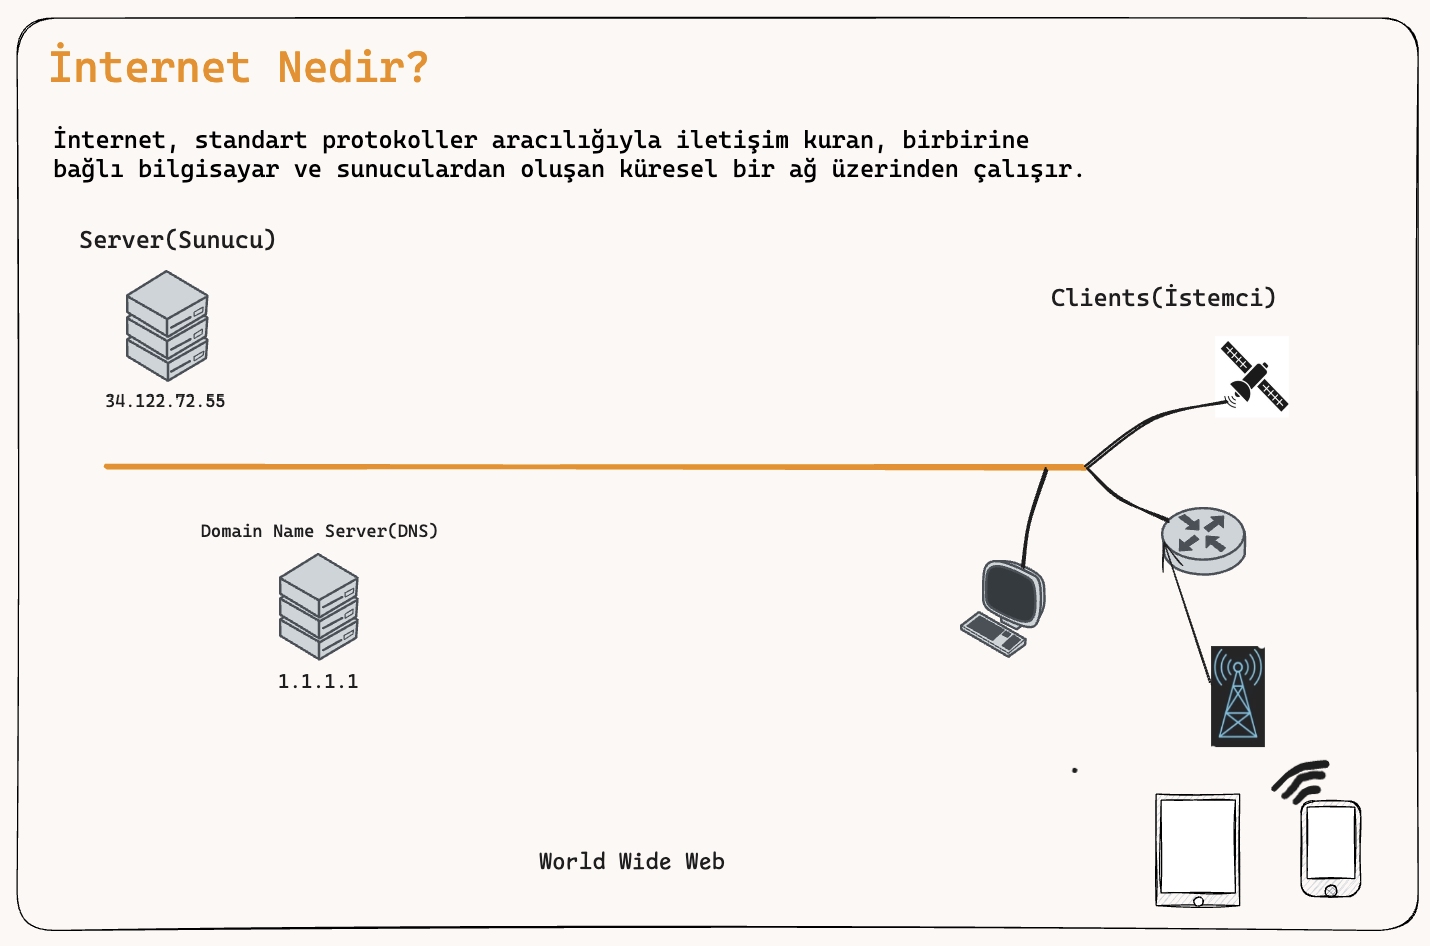 İnternet Nedir?
İnternet, standart protokoller aracılığıyla iletişim kuran, birbirine
bağlı bilgisayar ve sunuculardan oluşan küresel bir ağ üzerinden çalışır.
Server(Sunucu)
Clients(İstemci)
34.122.72.55
Domain Name Server(DNS)
1.1.1.1
World Wide Web